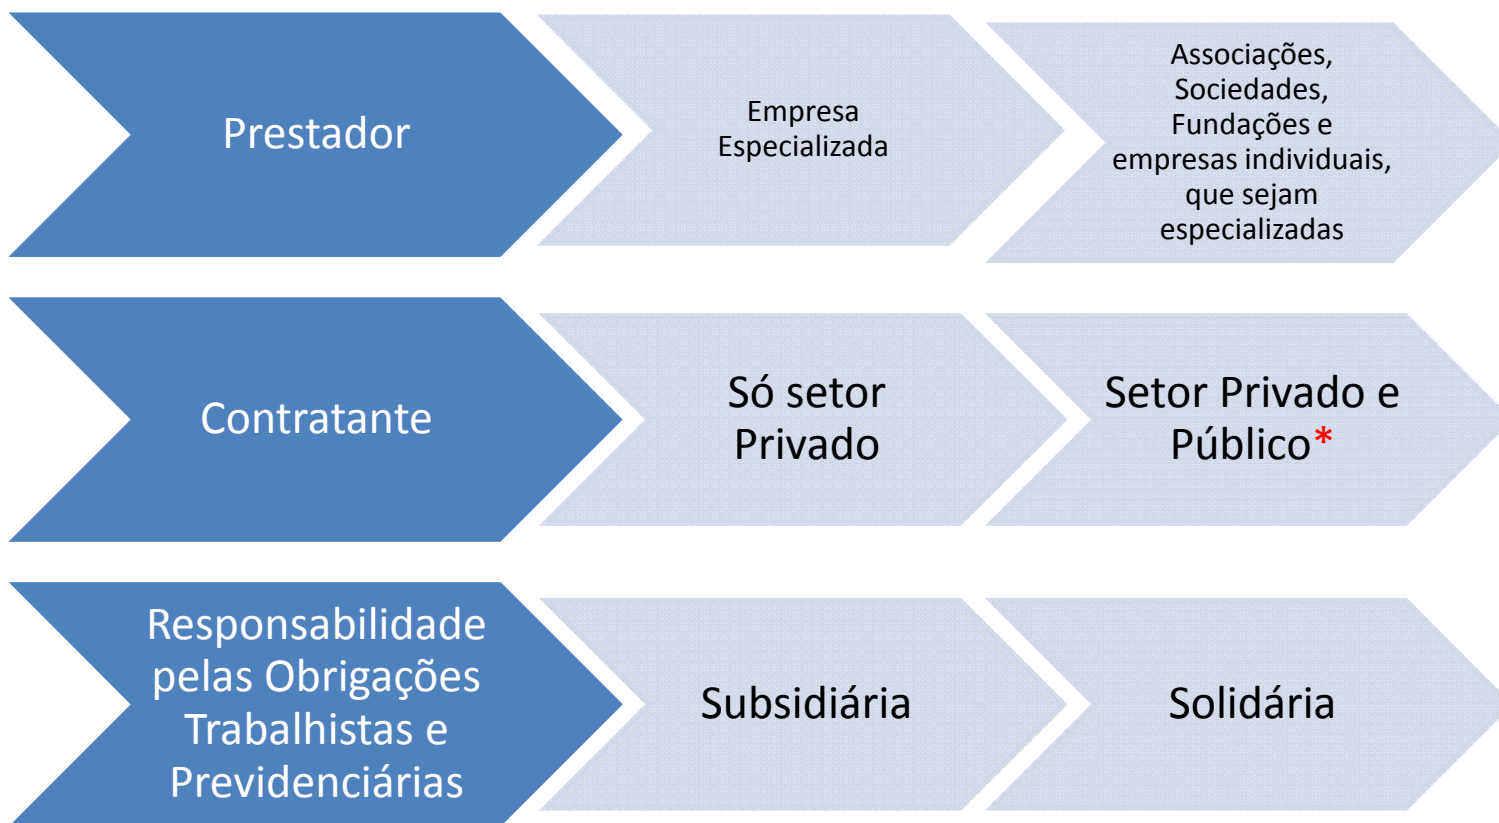 Prestador
Empresa
Especializada
Associações,
Sociedades,
Fundações e
empresas individuais,
que sejam
especializadas
Contratante
Só setor
Privado
Setor Privado e
Público*
Responsabilidade
pelas Obrigações
Trabalhistas e
Previdenciárias
Subsidiária
Solidária